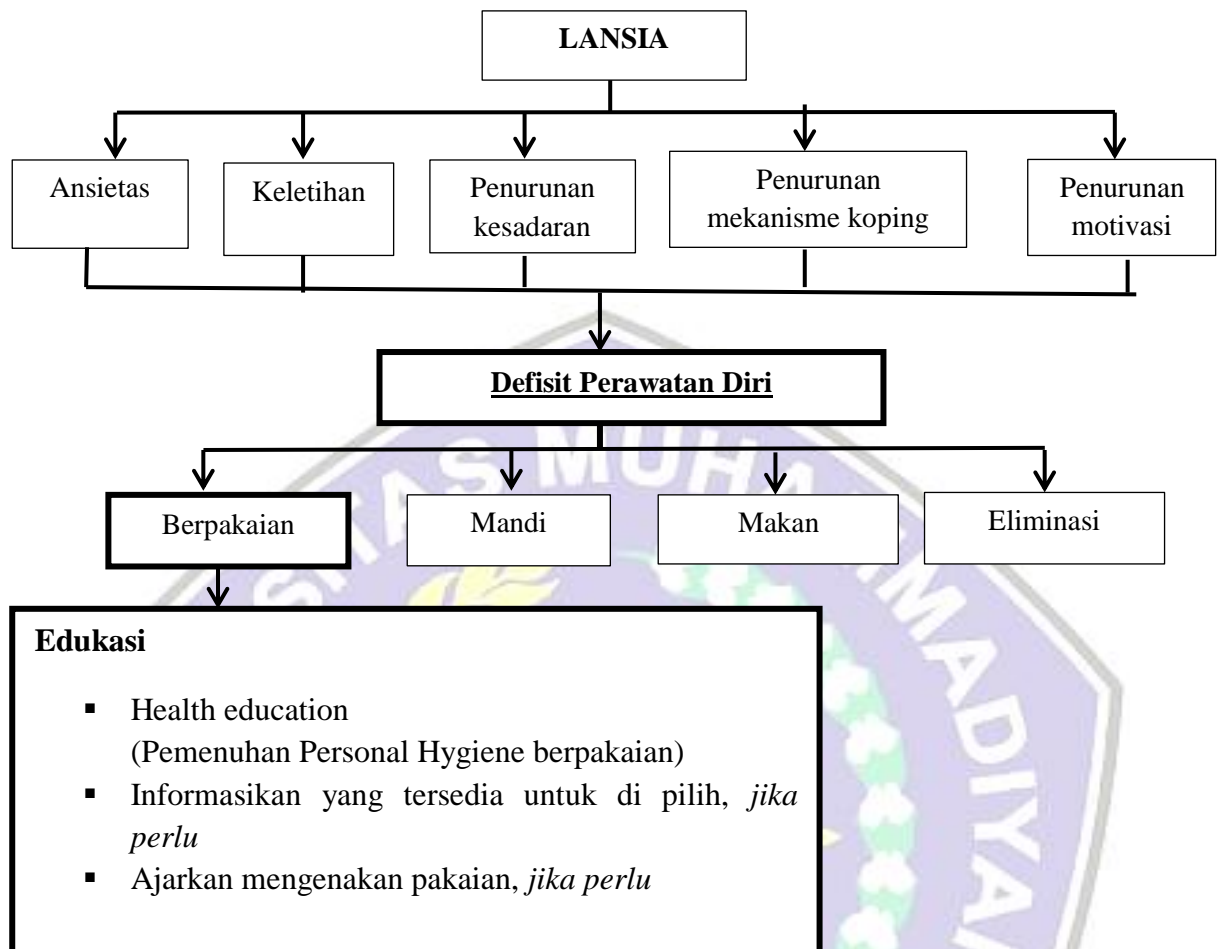 LANSIA
Ansietas
Keletihan
Penurunan
kesadaran
Penurunan
mekanisme koping
Penurunan
motivasi
Defisit Perawatan Diri
Berpakaian
Mandi
Makan
Eliminasi
Edukasi
▪ Health education
(Pemenuhan Personal Hygiene berpakaian)
▪ Informasikan yang tersedia untuk di pilih, jika
perlu
▪ Ajarkan mengenakan pakaian, jika perlu